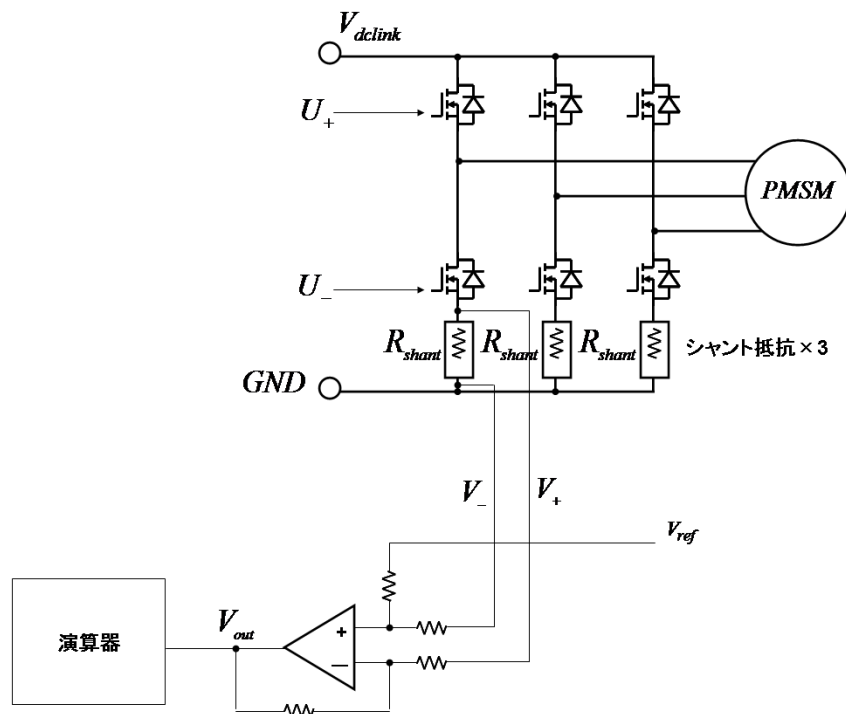 V_dclink
U_+
PMSM
U_-
R_shant R_shant R_shant シャント抵抗×3
GND
V_- V_+
V_ref
演算器 V_out + −